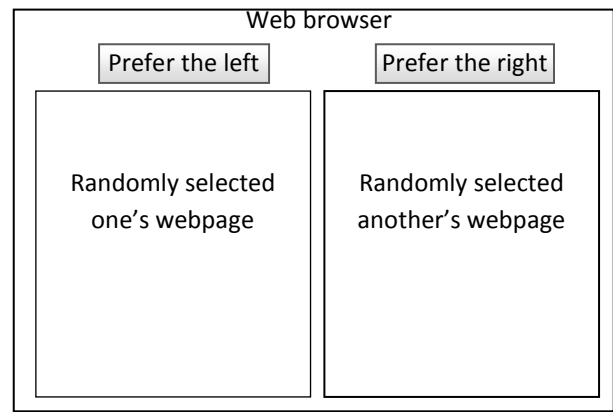 Web browser
Prefer the left
Prefer the right
Randomly selected
one's webpage
Randomly selected
another's webpage